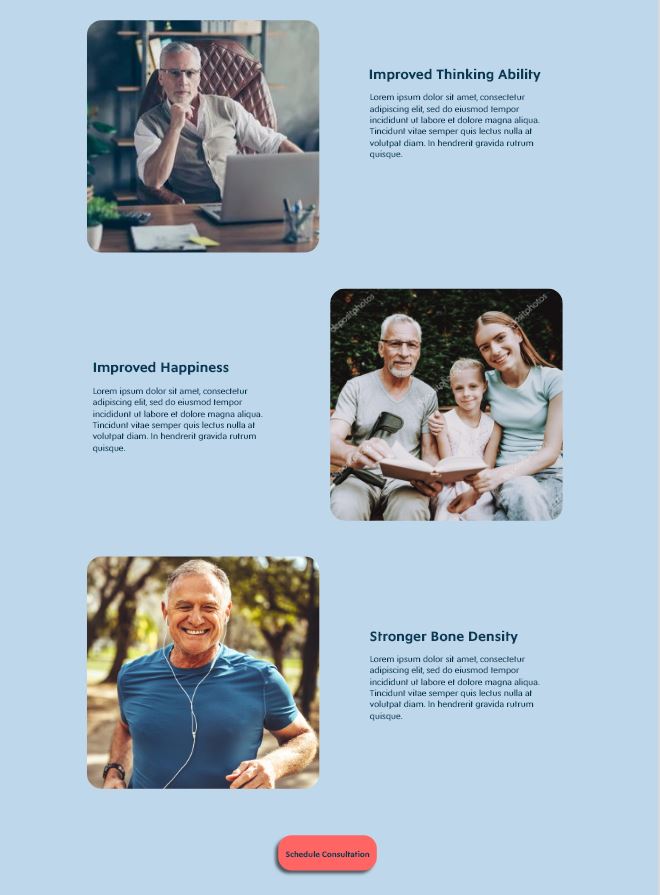 Improved Thinking Ability
Lorem ipsum dolor sit amet, consectetur
adipiscing elit, sed do eiusmod tempor
incididunt ut labore et dolore magna aliqua.
Tincidunt vitae semper quis lectus nulla at
volutpat diam. In hendrerit gravida rutrum
quisque.
depositphotos
depositphotos
Improved Happiness
Lorem ipsum dolor sit amet, consectetur
adipiscing elit, sed do eiusmod tempor
incididunt ut labore et dolore magna aliqua.
Tincidunt vitae semper quis lectus nulla at
volutpat diam. In hendrerit gravida rutrum
quisque.
Stronger Bone Density
Lorem ipsum dolor sit amet, consectetur
adipiscing elit, sed do eiusmod tempor
incididunt ut labore et dolore magna aliqua.
Tincidunt vitae semper quis lectus nulla at
volutpat diam. In hendrerit gravida rutrum
quisque.
Schedule Consultation